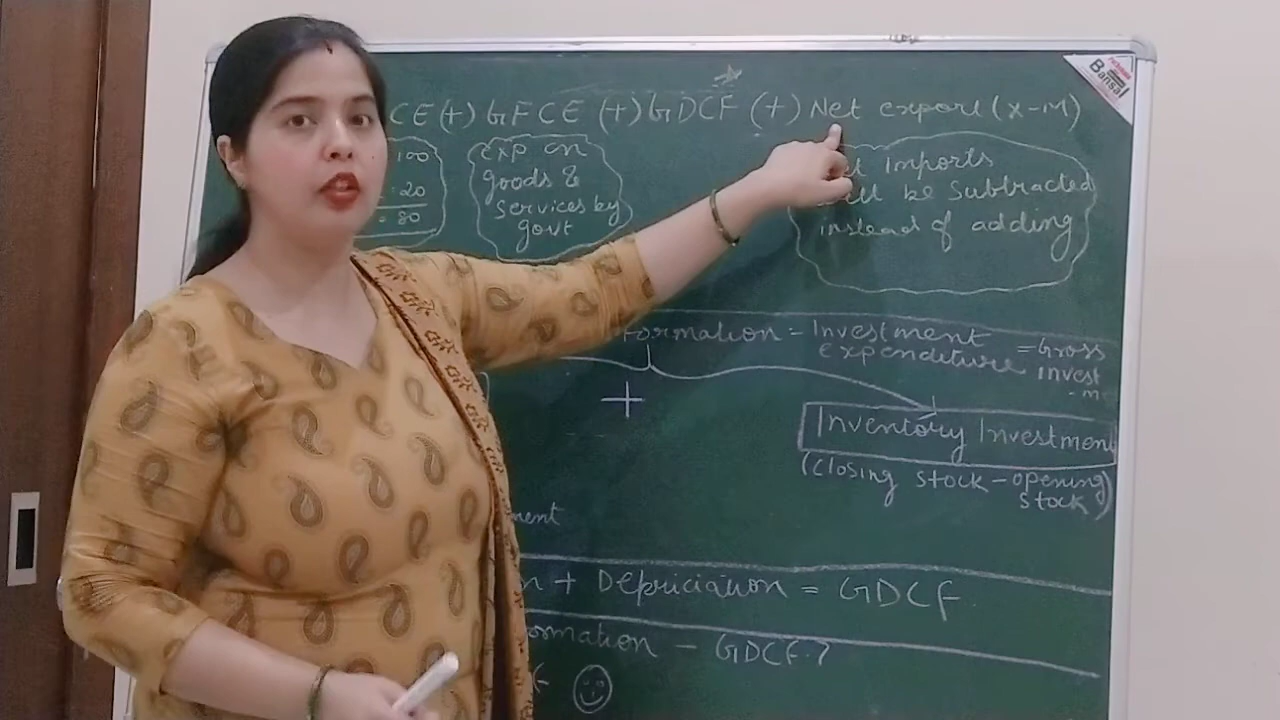 CE (+) GFCE (+) GDCF (+) Net export (X-M)
100
20
80
exp on
goods &
services by
govt
Imports
be subtracted
instead of adding
Formation = Investment expenditure = Gross Invest
- m
+
Inventory Investment
(closing stock - opening stock)
ment
n + Depriciation = GDCF
ormation - GDCF ?
Bansal